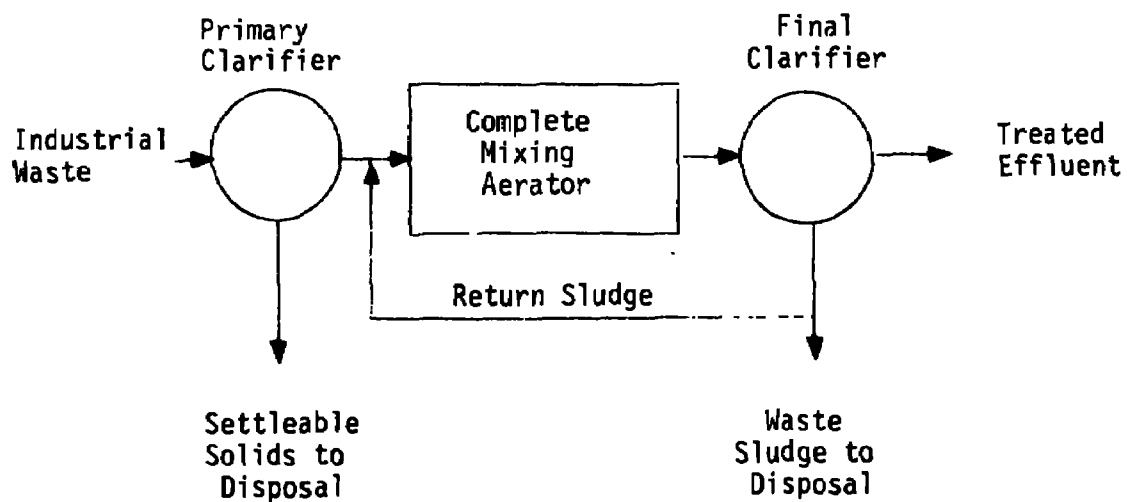 Primary
Clarifier
Final
Clarifier
Industrial
Waste
Complete
Mixing
Aerator
Treated
Effluent
Return Sludge
Settleable
Solids to
Disposal
Waste
Sludge to
Disposal